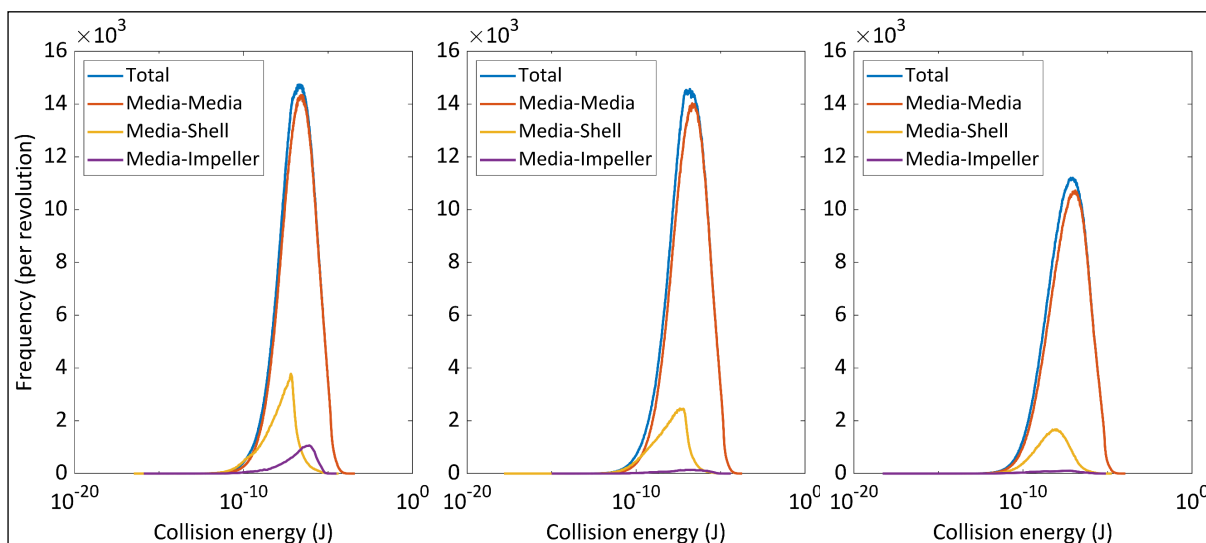 ×10³
16
14
12
10
8
6
4
2
0
Frequency (per revolution)
Total
Media-Media
Media-Shell
Media-Impeller
10⁻²⁰
10⁻¹⁰
10⁰
Collision energy (J)
×10³
16
14
12
10
8
6
4
2
0
Total
Media-Media
Media-Shell
Media-Impeller
10⁻²⁰
10⁻¹⁰
10⁰
Collision energy (J)
×10³
16
14
12
10
8
6
4
2
0
Total
Media-Media
Media-Shell
Media-Impeller
10⁻²⁰
10⁻¹⁰
10⁰
Collision energy (J)